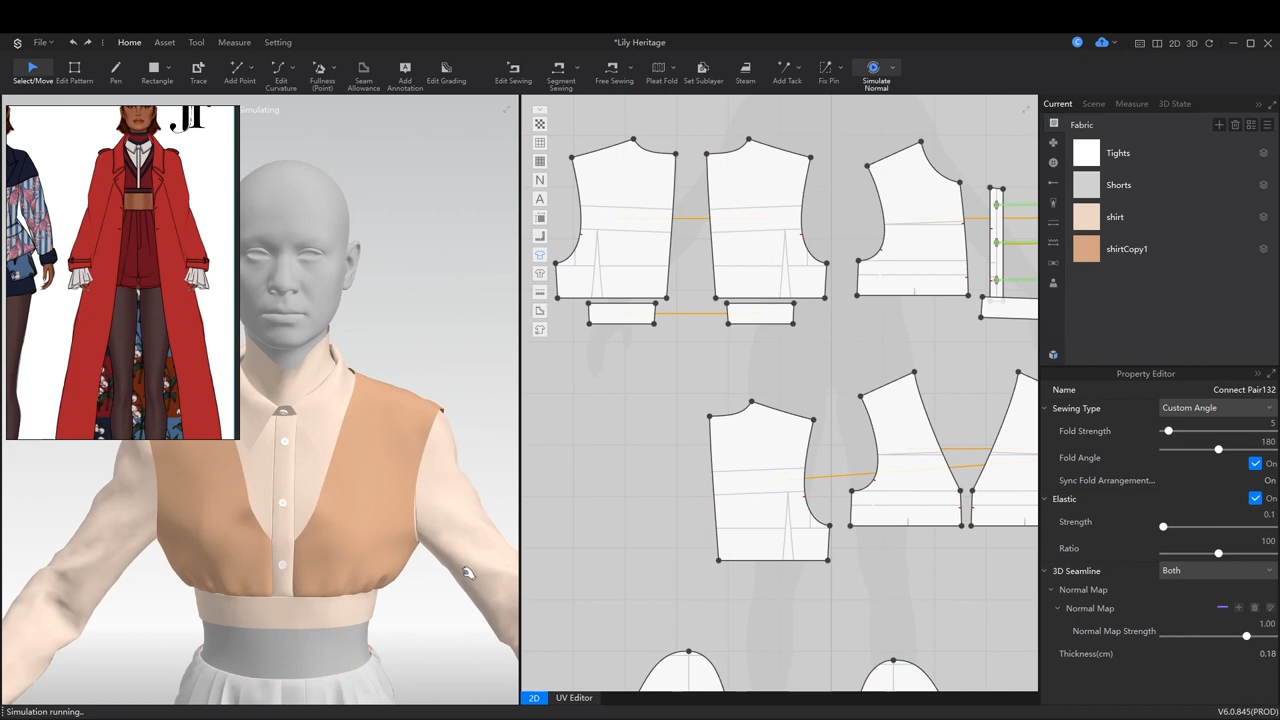 File
Home
Asset
Tool
Measure
Setting
*Lily Heritage
2D
3D
Select/Move
Edit Pattern
Pen
Rectangle
Trace
Add Point
Edit Curvature
Fullness (Point)
Seam Allowance
Add Annotation
Edit Grading
Edit Sewing
Segment Sewing
Free Sewing
Pleat Fold
Set Sublayer
Steam
Add Tack
Fix Pin
Simulate Normal
Simulating
Current
Scene
Measure
3D State
Fabric
Tights
Shorts
shirt
shirtCopy1
Property Editor
Name
Connect Pair132
Sewing Type
Custom Angle
Fold Strength
5
180
Fold Angle
On
Sync Fold Arrangement...
On
Elastic
On
0.1
Strength
100
Ratio
3D Seamline
Both
Normal Map
Normal Map
1.00
Normal Map Strength
Thickness(cm)
0.18
2D
UV Editor
Simulation running..
V6.0.845(PROD)